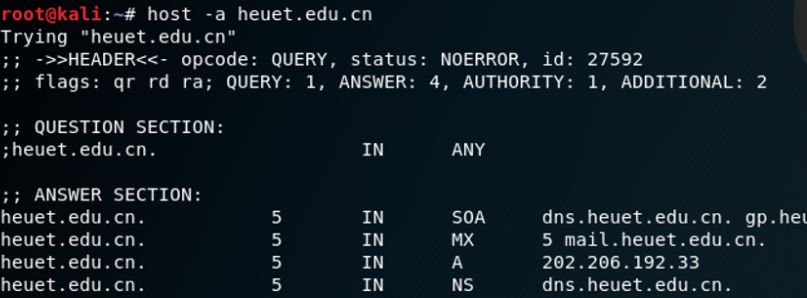 root@kali:~# host -a heuet.edu.cn
Trying "heuet.edu.cn"
;; ->>HEADER<<- opcode: QUERY, status: NOERROR, id: 27592
;; flags: qr rd ra; QUERY: 1, ANSWER: 4, AUTHORITY: 1, ADDITIONAL: 2
;; QUESTION SECTION:
;heuet.edu.cn. IN ANY
;; ANSWER SECTION:
heuet.edu.cn. 5 IN SOA dns.heuet.edu.cn. gp.heu
heuet.edu.cn. 5 IN MX 5 mail.heuet.edu.cn.
heuet.edu.cn. 5 IN A 202.206.192.33
heuet.edu.cn. 5 IN NS dns.heuet.edu.cn.